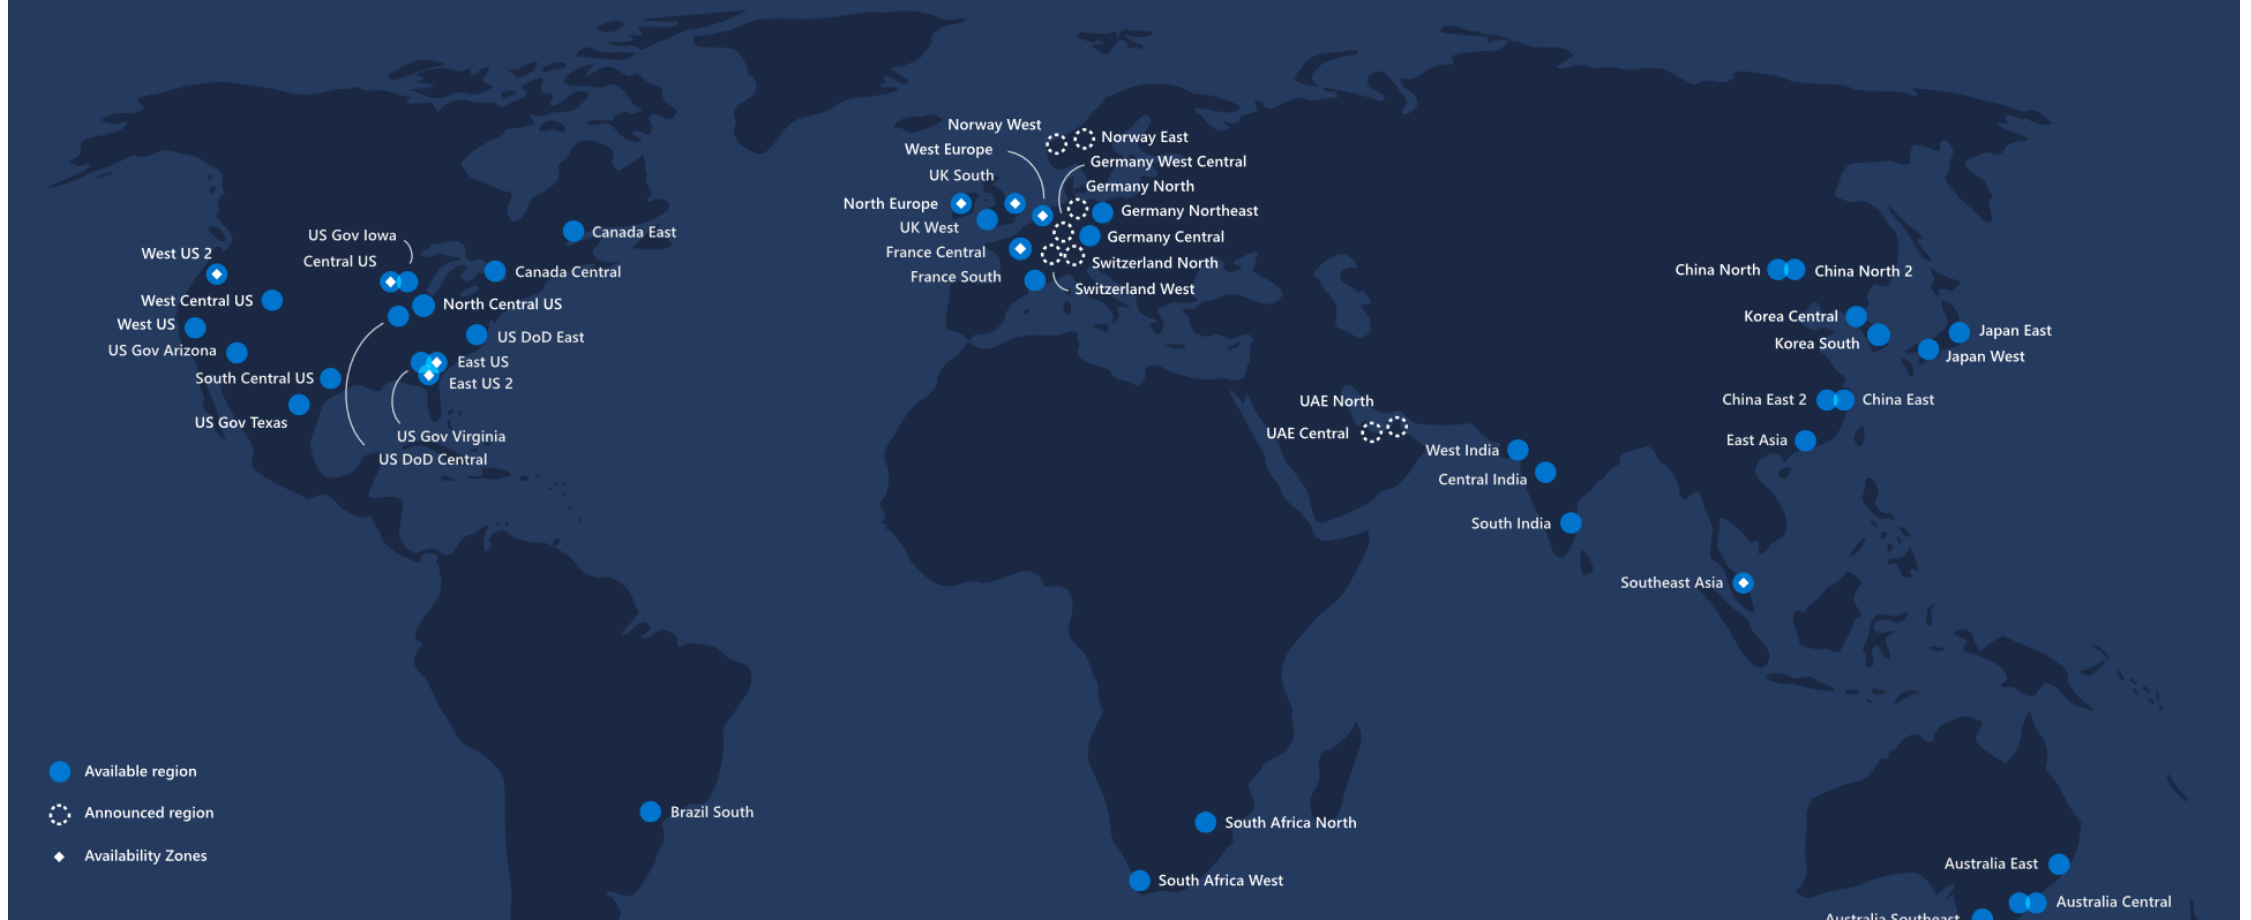 Norway West
Norway East
West Europe
Germany West Central
UK South
Germany North
North Europe
Germany Northeast
UK West
Germany Central
France Central
Switzerland North
France South
Switzerland West
Canada East
US Gov Iowa
West US 2
Central US
Canada Central
West Central US
North Central US
West US
US DoD East
US Gov Arizona
East US
South Central US
East US 2
US Gov Texas
US Gov Virginia
US DoD Central
China North
China North 2
Korea Central
Japan East
Korea South
Japan West
UAE North
China East 2
China East
UAE Central
East Asia
West India
Central India
South India
Southeast Asia
Available region
Announced region
Availability Zones
Brazil South
South Africa North
South Africa West
Australia East
Australia Central
Australia Southeast